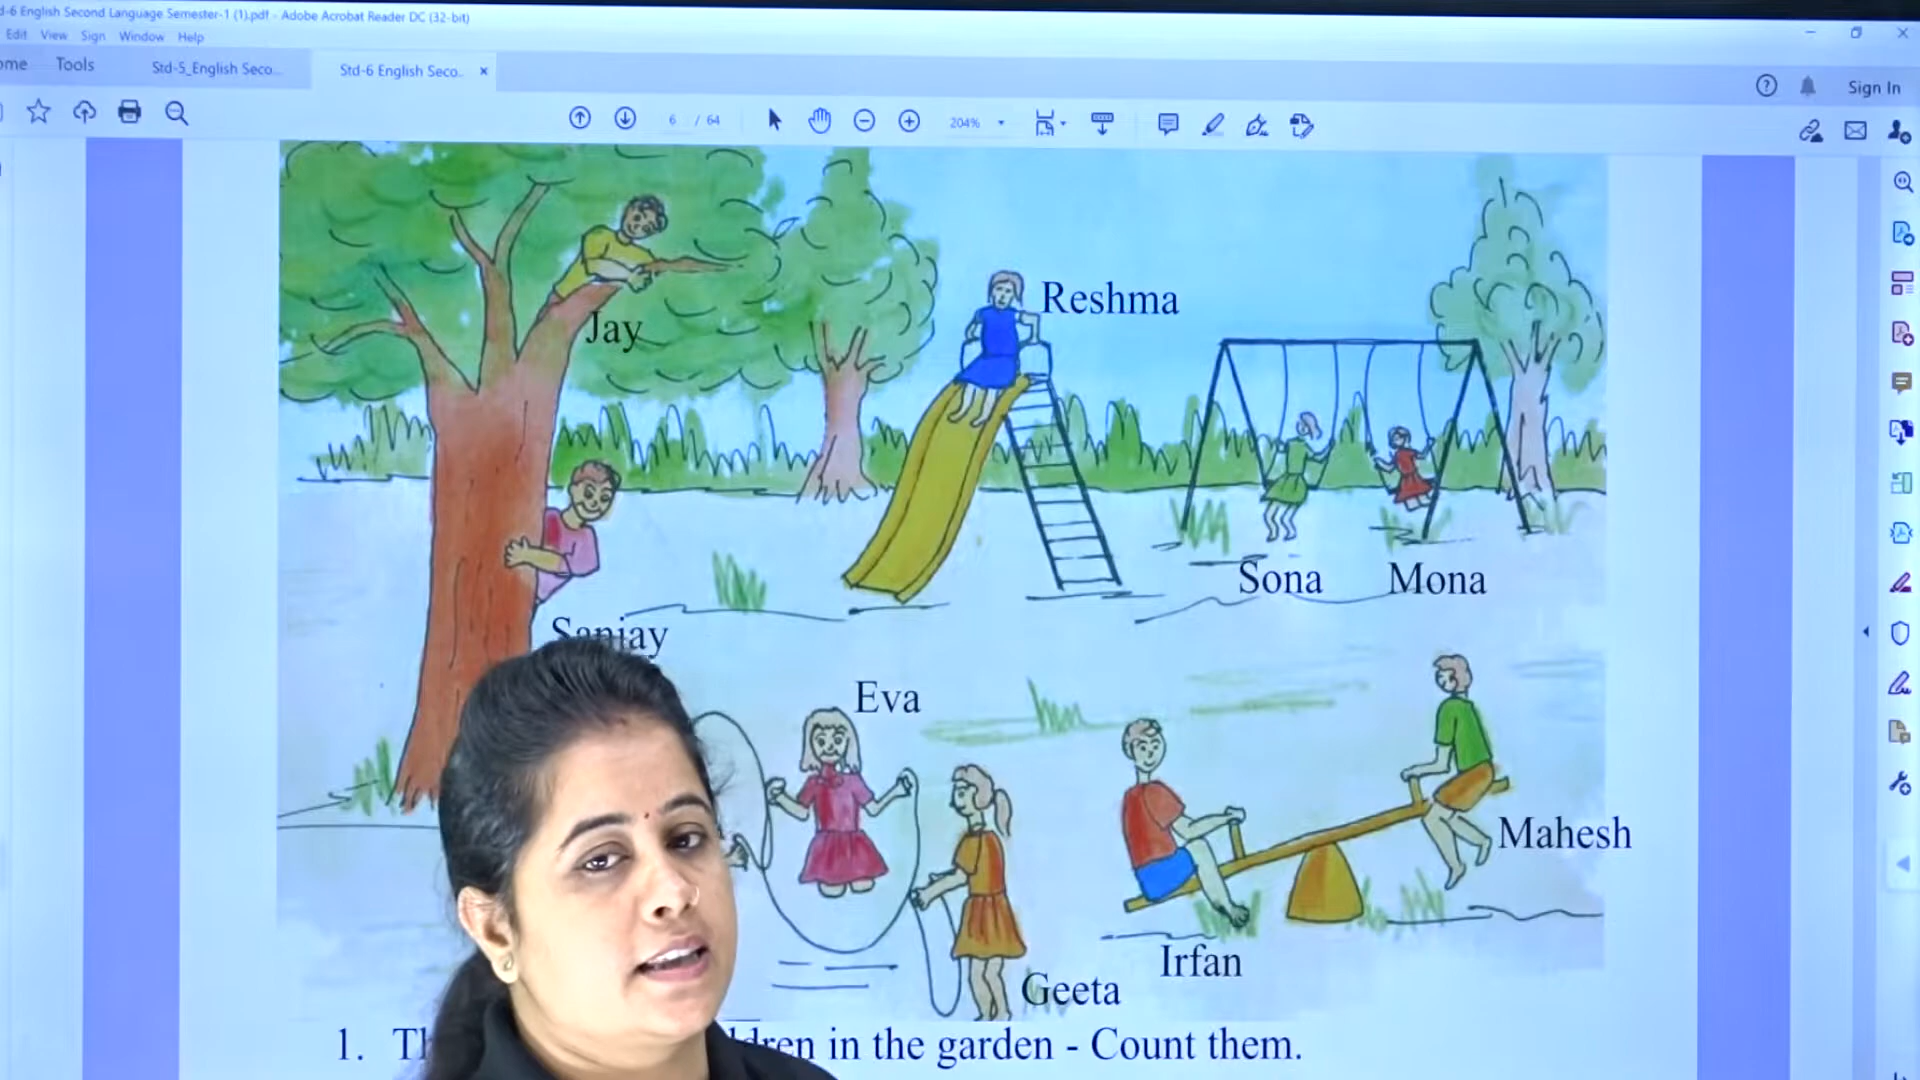 d-6 English Second Language Semester-1 (1).pdf - Adobe Acrobat Reader DC (32-bit)
Edit View Sign Window Help
ome Tools Std-5_English Seco... Std-6 English Seco... ×
? Sign In
6 / 64 204%
Reshma
Jay
Sona Mona
Sanjay
Eva
Mahesh
Irfan
Geeta
1. dren in the garden - Count them.